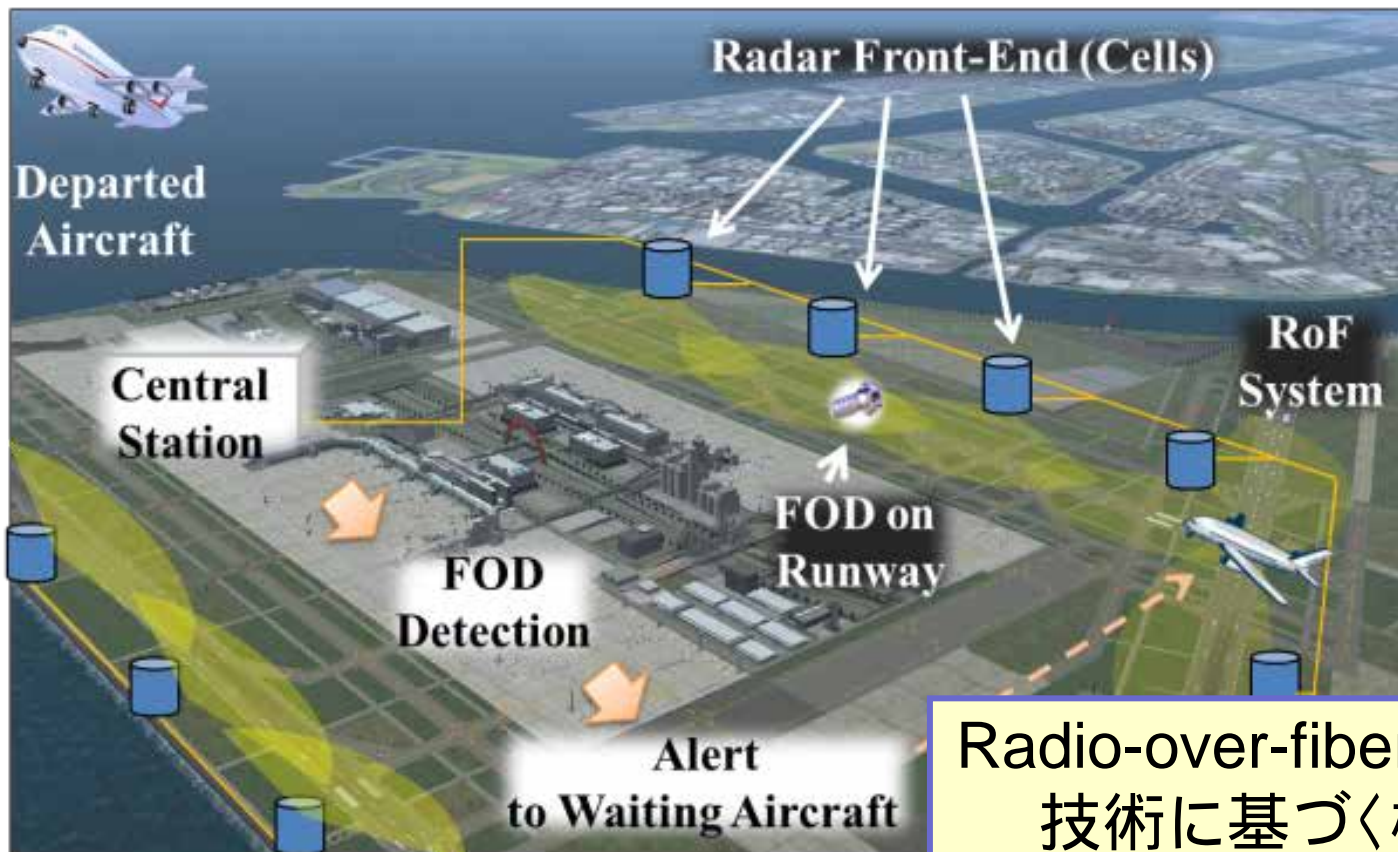 Radar Front-End (Cells)
Departed
Aircraft
Central
Station
RoF
System
FOD on
Runway
FOD
Detection
Alert
to Waiting Aircraft
Radio-over-fiber
技術に基づく